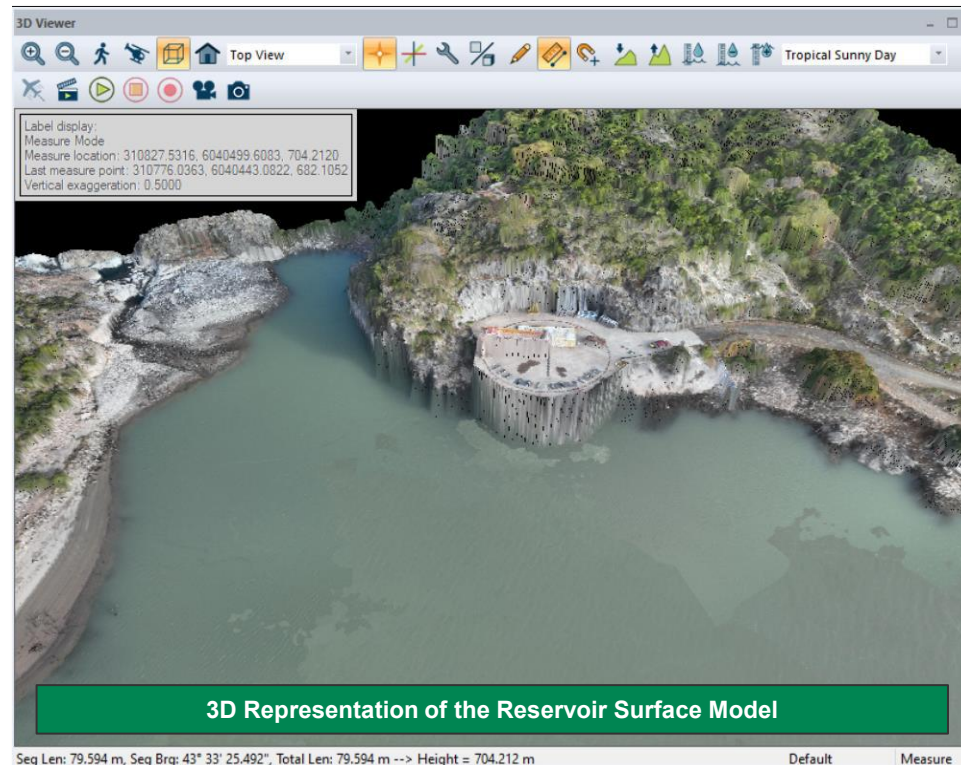 3D Viewer
Top View
Tropical Sunny Day
Label display:
Measure Mode
Measure location: 310827.5316, 6040499.6083, 704.2120
Last measure point: 310776.0363, 6040443.0822, 682.1052
Vertical exaggeration: 0.5000
3D Representation of the Reservoir Surface Model
Seg Len: 79.594 m, Seg Brg: 43° 33' 25.492", Total Len: 79.594 m --> Height = 704.212 m
Default
Measure